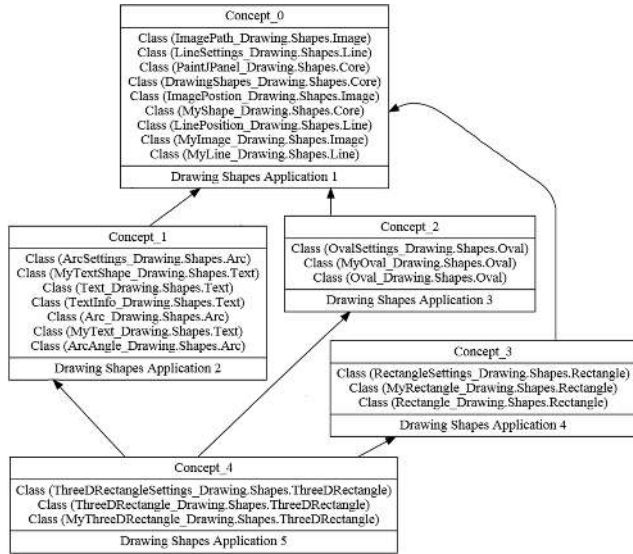 Concept_0
Class (ImagePath_Drawing.Shapes.Image)
Class (LineSettings_Drawing.Shapes.Line)
Class (PaintJPanel_Drawing.Shapes.Core)
Class (DrawingShapes_Drawing.Shapes.Core)
Class (ImagePostion_Drawing.Shapes.Image)
Class (MyShape_Drawing.Shapes.Core)
Class (LinePosition_Drawing.Shapes.Line)
Class (MyImage_Drawing.Shapes.Image)
Class (MyLine_Drawing.Shapes.Line)
Drawing Shapes Application 1
Concept_1
Class (ArcSettings_Drawing.Shapes.Arc)
Class (MyTextShape_Drawing.Shapes.Text)
Class (Text_Drawing.Shapes.Text)
Class (TextInfo_Drawing.Shapes.Text)
Class (Arc_Drawing.Shapes.Arc)
Class (MyText_Drawing.Shapes.Text)
Class (ArcAngle_Drawing.Shapes.Arc)
Drawing Shapes Application 2
Concept_2
Class (OvalSettings_Drawing.Shapes.Oval)
Class (MyOval_Drawing.Shapes.Oval)
Class (Oval_Drawing.Shapes.Oval)
Drawing Shapes Application 3
Concept_3
Class (RectangleSettings_Drawing.Shapes.Rectangle)
Class (MyRectangle_Drawing.Shapes.Rectangle)
Class (Rectangle_Drawing.Shapes.Rectangle)
Drawing Shapes Application 4
Concept_4
Class (ThreeDRectangleSettings_Drawing.Shapes.ThreeDRectangle)
Class (ThreeDRectangle_Drawing.Shapes.ThreeDRectangle)
Class (MyThreeDRectangle_Drawing.Shapes.ThreeDRectangle)
Drawing Shapes Application 5